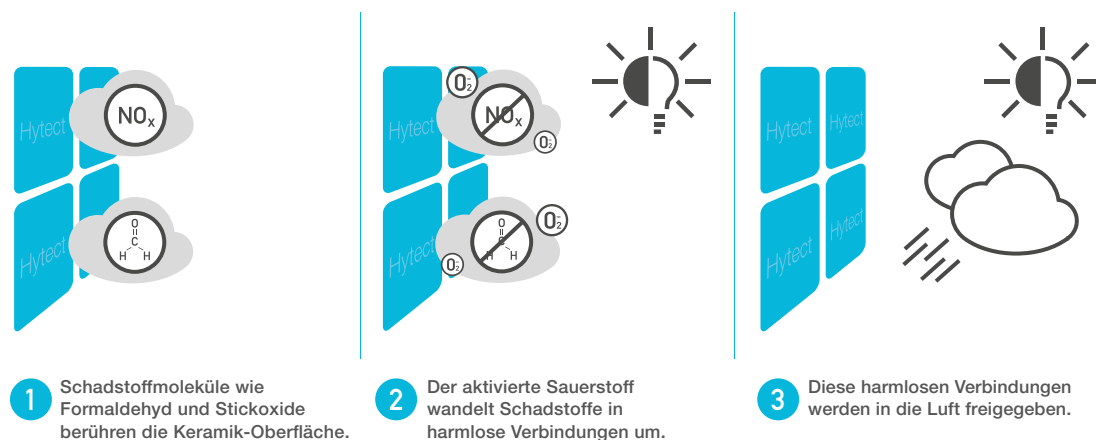 Hytect
NOx
Hytect
O
C
H H
1
Schadstoffmoleküle wie
Formaldehyd und Stickoxide
berühren die Keramik-Oberfläche.
Hytect
O₂⁻
NOx
O₂⁻
Hytect
O₂⁻
O
C
H H
O₂⁻
2
Der aktivierte Sauerstoff
wandelt Schadstoffe in
harmlose Verbindungen um.
Hytect Hytect
Hytect Hytect
3
Diese harmlosen Verbindungen
werden in die Luft freigegeben.